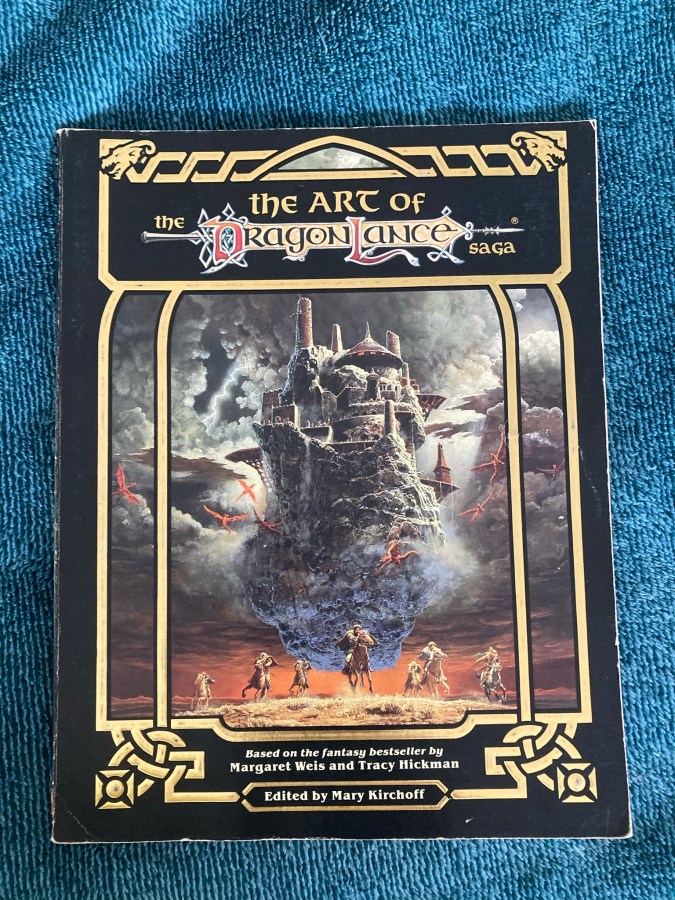 the ART OF
the DRAGONLANCE® SAGA
Based on the fantasy bestseller by
Margaret Weis and Tracy Hickman
Edited by Mary Kirchoff